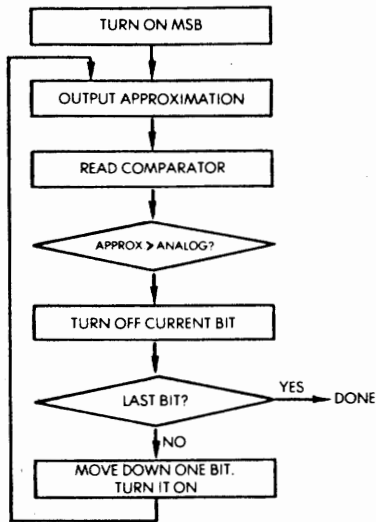 TURN ON MSB
OUTPUT APPROXIMATION
READ COMPARATOR
APPROX > ANALOG?
TURN OFF CURRENT BIT
LAST BIT?
YES
DONE
NO
MOVE DOWN ONE BIT.
TURN IT ON